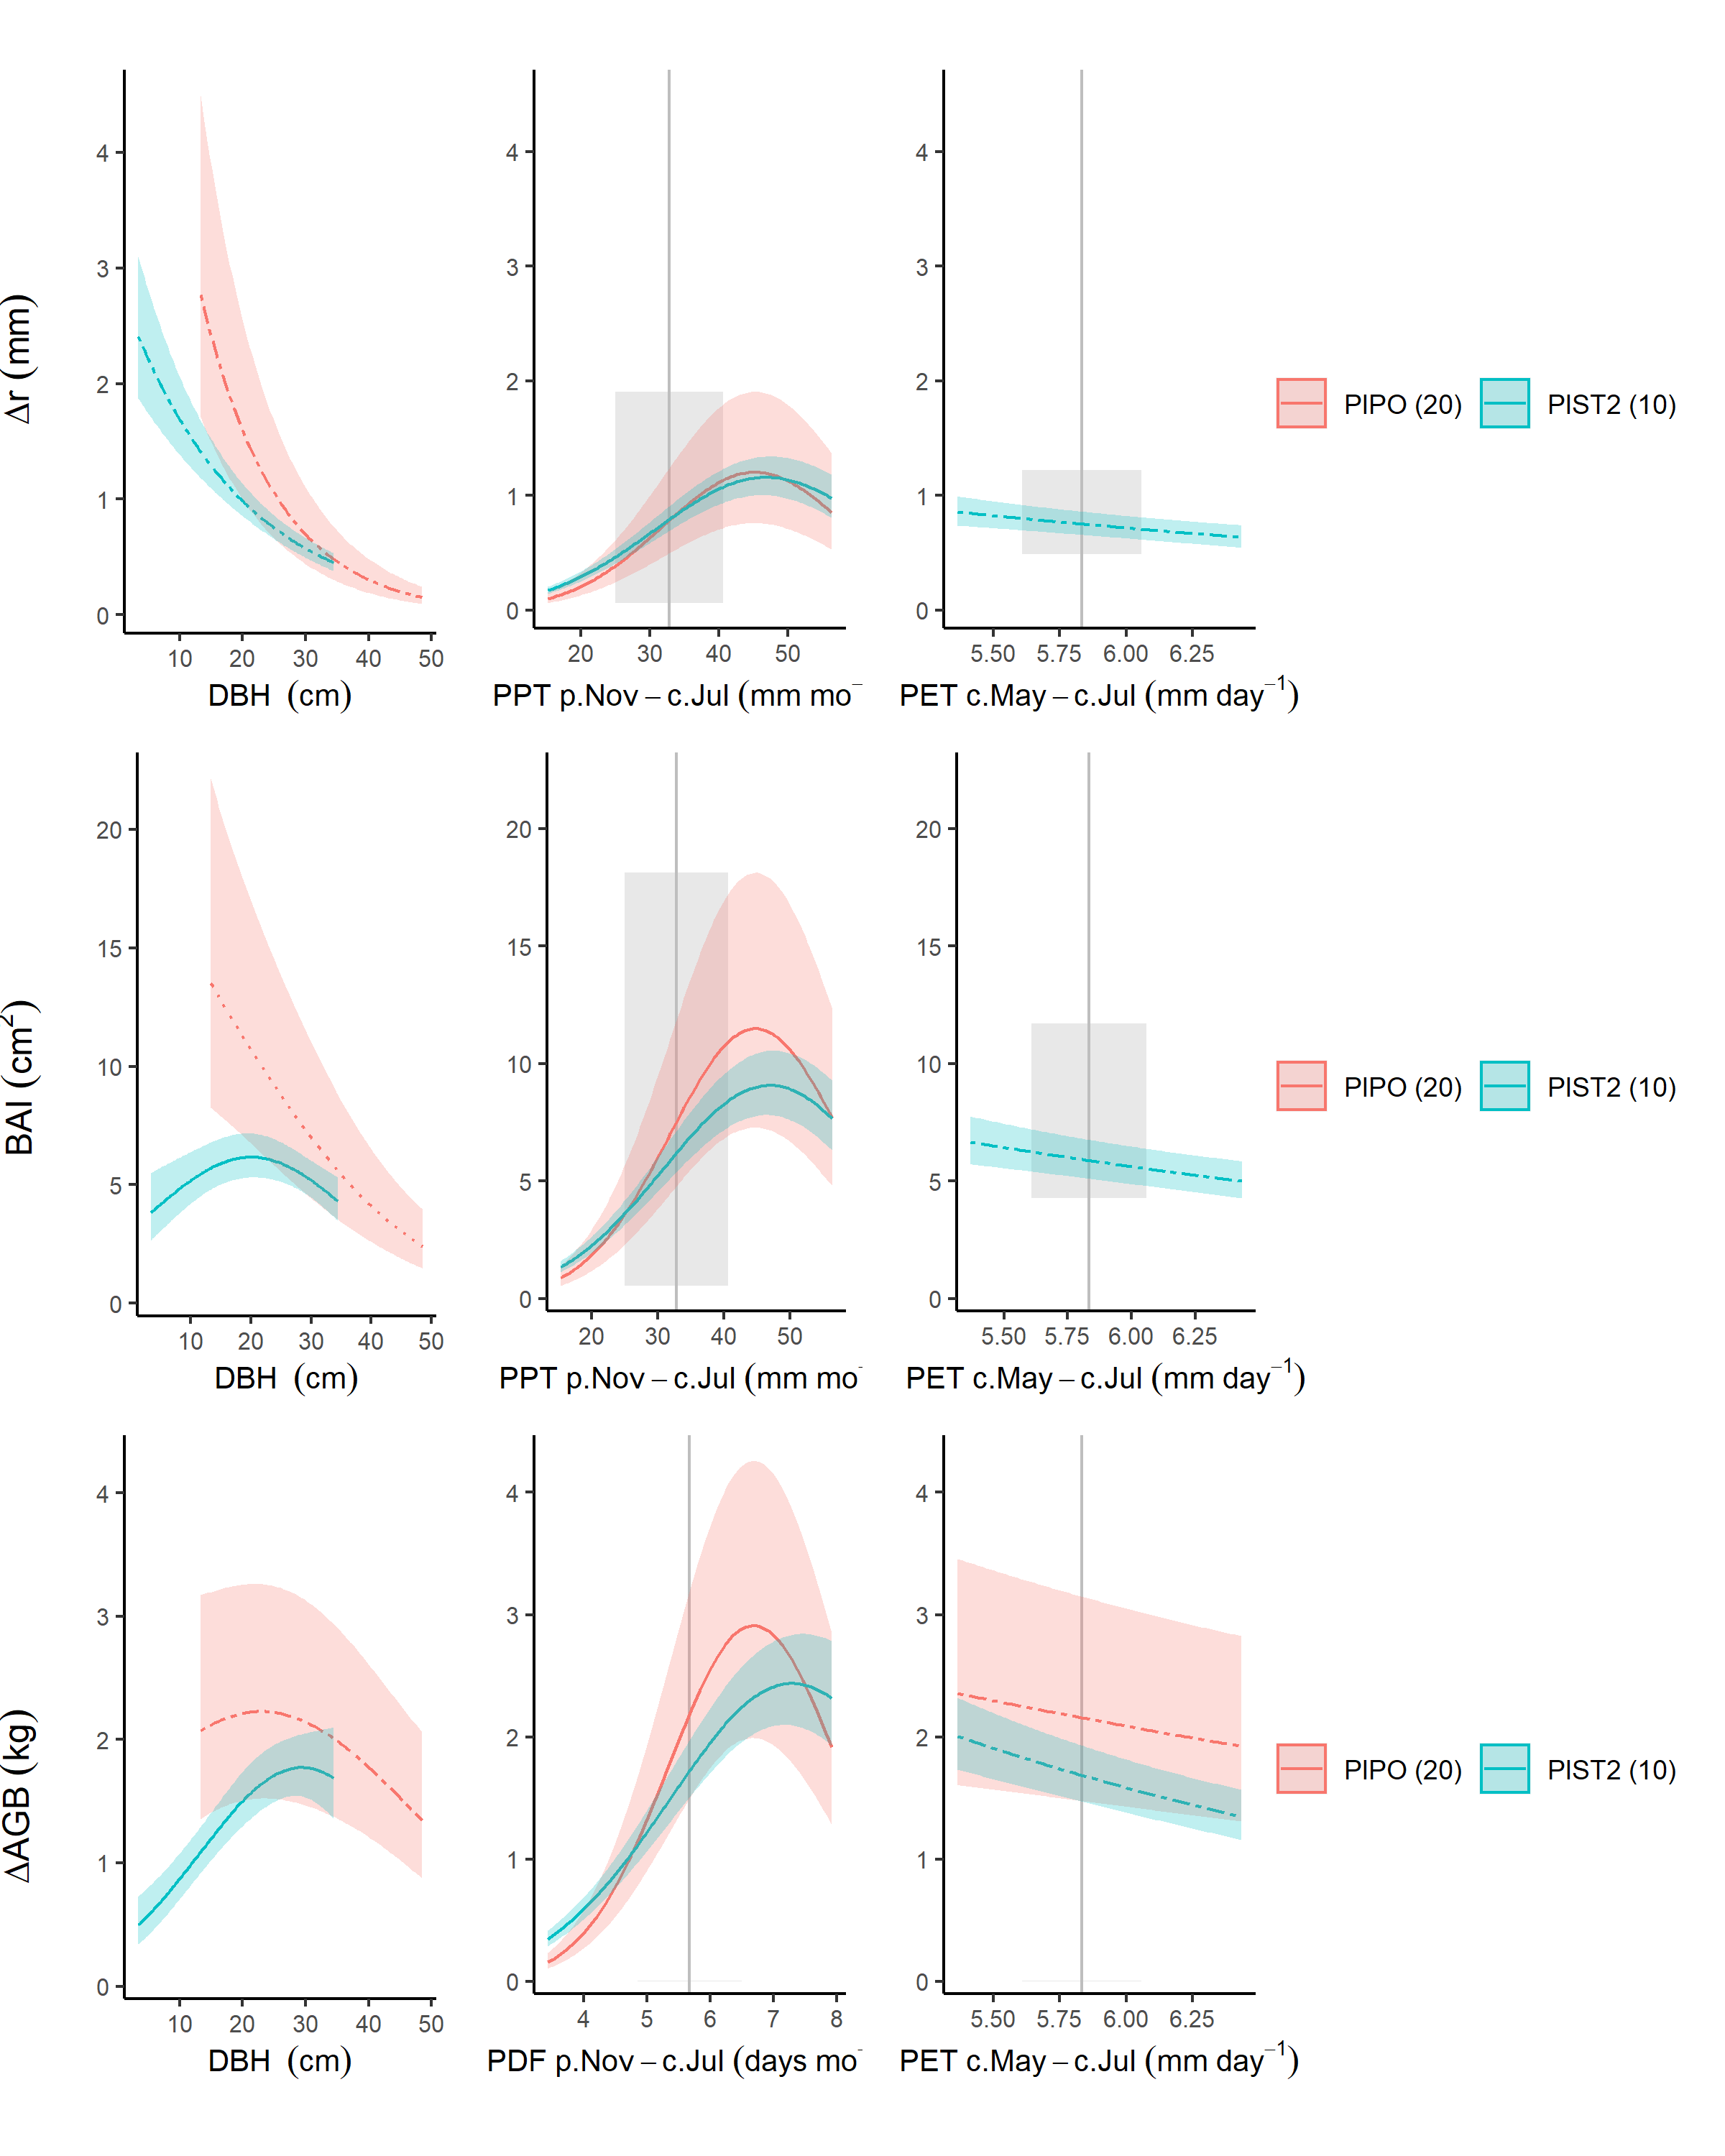 Δr (mm)
4
3
2
1
0
10 20 30 40 50
DBH (cm)
4
3
2
1
0
20 30 40 50
PPT p.Nov – c.Jul (mm mo⁻
4
3
2
1
0
5.50 5.75 6.00 6.25
PET c.May – c.Jul (mm day⁻¹)
PIPO (20) PIST2 (10)
BAI (cm²)
20
15
10
5
0
10 20 30 40 50
DBH (cm)
20
15
10
5
0
20 30 40 50
PPT p.Nov – c.Jul (mm mo⁻
20
15
10
5
0
5.50 5.75 6.00 6.25
PET c.May – c.Jul (mm day⁻¹)
PIPO (20) PIST2 (10)
ΔAGB (kg)
4
3
2
1
0
10 20 30 40 50
DBH (cm)
4
3
2
1
0
4 5 6 7 8
PDF p.Nov – c.Jul (days mo⁻
4
3
2
1
0
5.50 5.75 6.00 6.25
PET c.May – c.Jul (mm day⁻¹)
PIPO (20) PIST2 (10)